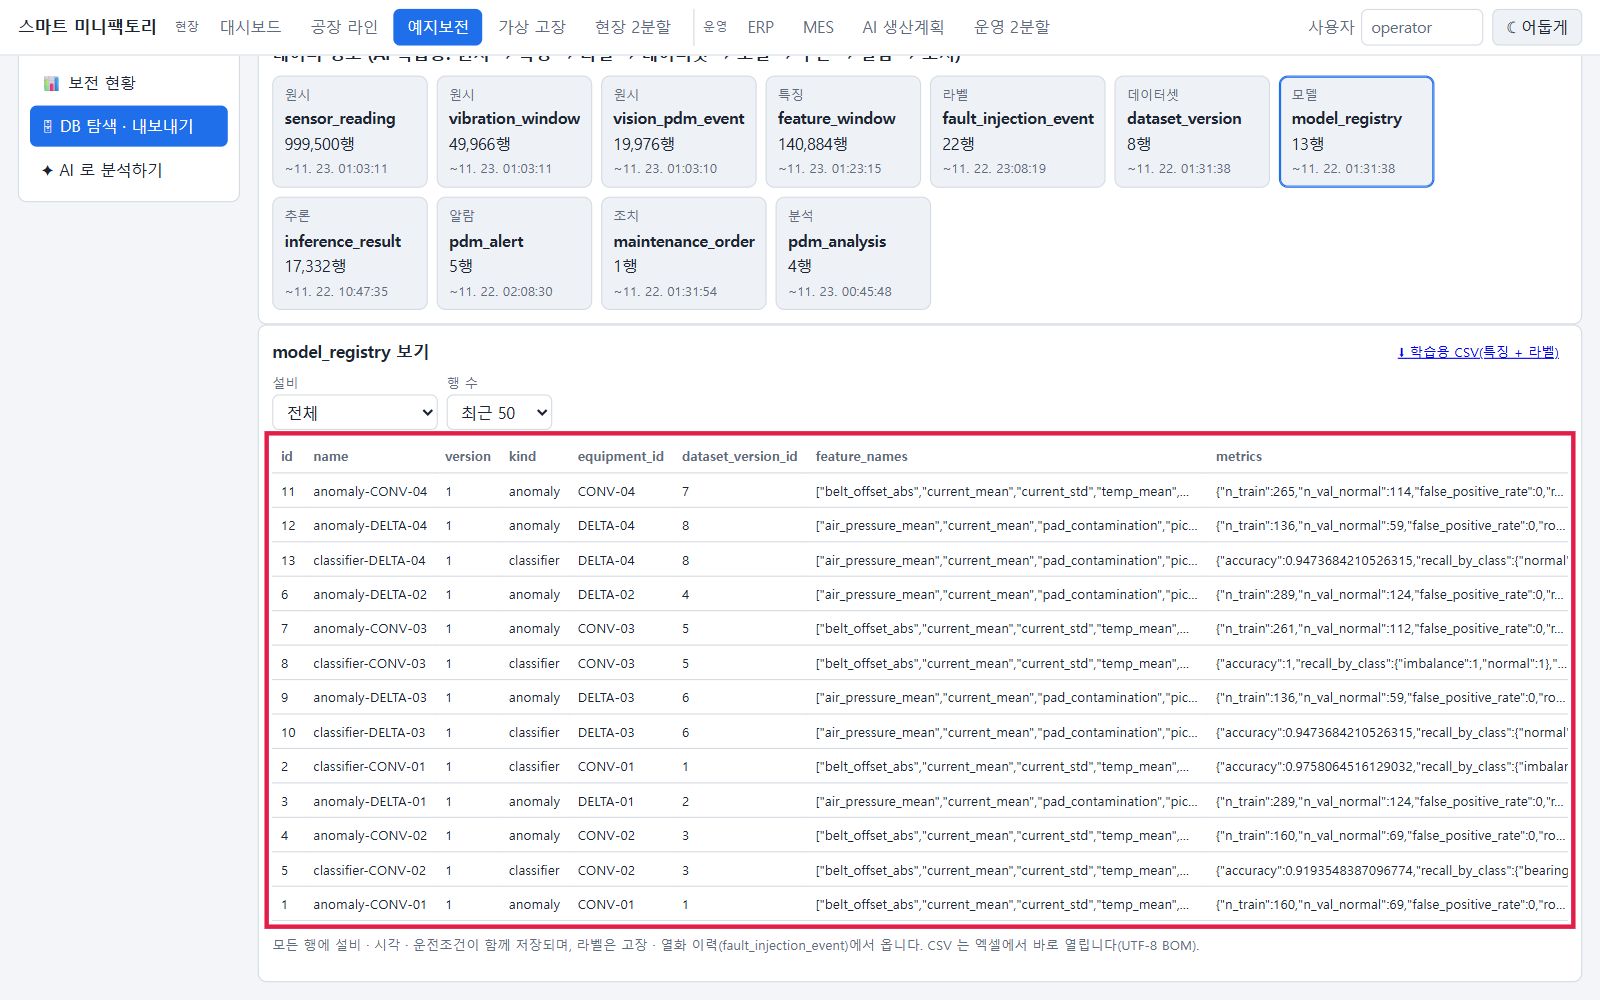 스마트 미니팩토리 현장 대시보드 공장 라인 예지보전 가상 고장 현장 2분할 운영 ERP MES AI 생산계획 운영 2분할 사용자 operator ☾ 어둡게
📊 보전 현황
🗄 DB 탐색 · 내보내기
✦ AI 로 분석하기
원시
sensor_reading
999,500행
~11. 23. 01:03:11
원시
vibration_window
49,966행
~11. 23. 01:03:11
원시
vision_pdm_event
19,976행
~11. 23. 01:03:10
특징
feature_window
140,884행
~11. 23. 01:23:15
라벨
fault_injection_event
22행
~11. 22. 23:08:19
데이터셋
dataset_version
8행
~11. 22. 01:31:38
모델
model_registry
13행
~11. 22. 01:31:38
추론
inference_result
17,332행
~11. 22. 10:47:35
알람
pdm_alert
5행
~11. 22. 02:08:30
조치
maintenance_order
1행
~11. 22. 01:31:54
분석
pdm_analysis
4행
~11. 23. 00:45:48
model_registry 보기
⬇ 학습용 CSV(특징 + 라벨)
설비 행 수
전체 최근 50
id name version kind equipment_id dataset_version_id feature_names metrics
11 anomaly-CONV-04 1 anomaly CONV-04 7 ["belt_offset_abs","current_mean","current_std","temp_mean",... {"n_train":265,"n_val_normal":114,"false_positive_rate":0,"r...
12 anomaly-DELTA-04 1 anomaly DELTA-04 8 ["air_pressure_mean","current_mean","pad_contamination","pic... {"n_train":136,"n_val_normal":59,"false_positive_rate":0,"ro...
13 classifier-DELTA-04 1 classifier DELTA-04 8 ["air_pressure_mean","current_mean","pad_contamination","pic... {"accuracy":0.9473684210526315,"recall_by_class":{"normal"
6 anomaly-DELTA-02 1 anomaly DELTA-02 4 ["air_pressure_mean","current_mean","pad_contamination","pic... {"n_train":289,"n_val_normal":124,"false_positive_rate":0,"r...
7 anomaly-CONV-03 1 anomaly CONV-03 5 ["belt_offset_abs","current_mean","current_std","temp_mean",... {"n_train":261,"n_val_normal":112,"false_positive_rate":0,"r...
8 classifier-CONV-03 1 classifier CONV-03 5 ["belt_offset_abs","current_mean","current_std","temp_mean",... {"accuracy":1,"recall_by_class":{"imbalance":1,"normal":1},"...
9 anomaly-DELTA-03 1 anomaly DELTA-03 6 ["air_pressure_mean","current_mean","pad_contamination","pic... {"n_train":136,"n_val_normal":59,"false_positive_rate":0,"ro...
10 classifier-DELTA-03 1 classifier DELTA-03 6 ["air_pressure_mean","current_mean","pad_contamination","pic... {"accuracy":0.9473684210526315,"recall_by_class":{"normal"
2 classifier-CONV-01 1 classifier CONV-01 1 ["belt_offset_abs","current_mean","current_std","temp_mean",... {"accuracy":0.9758064516129032,"recall_by_class":{"imbalan
3 anomaly-DELTA-01 1 anomaly DELTA-01 2 ["air_pressure_mean","current_mean","pad_contamination","pic... {"n_train":289,"n_val_normal":124,"false_positive_rate":0,"r...
4 anomaly-CONV-02 1 anomaly CONV-02 3 ["belt_offset_abs","current_mean","current_std","temp_mean",... {"n_train":160,"n_val_normal":69,"false_positive_rate":0,"ro...
5 classifier-CONV-02 1 classifier CONV-02 3 ["belt_offset_abs","current_mean","current_std","temp_mean",... {"accuracy":0.9193548387096774,"recall_by_class":{"bearing
1 anomaly-CONV-01 1 anomaly CONV-01 1 ["belt_offset_abs","current_mean","current_std","temp_mean",... {"n_train":160,"n_val_normal":69,"false_positive_rate":0,"ro...
모든 행에 설비 · 시각 · 운전조건이 함께 저장되며, 라벨은 고장 · 열화 이력(fault_injection_event)에서 옵니다. CSV 는 엑셀에서 바로 열립니다(UTF-8 BOM).